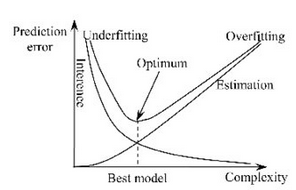 Prediction
error
Underfitting
Overfitting
Optimum
Inference
Estimation
Best model
Complexity